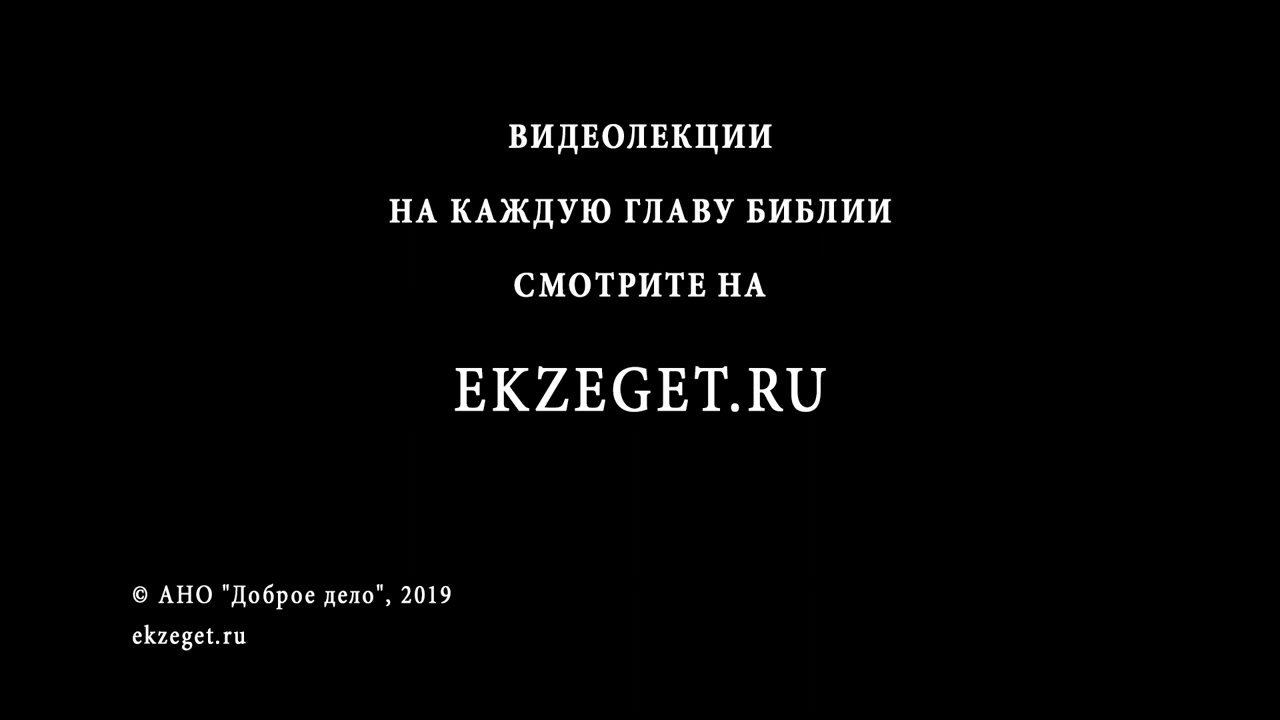 ВИДЕОЛЕКЦИИ
НА КАЖДУЮ ГЛАВУ БИБЛИИ
СМОТРИТЕ НА
EKZEGET.RU
© АНО "Доброе дело", 2019
ekzeget.ru